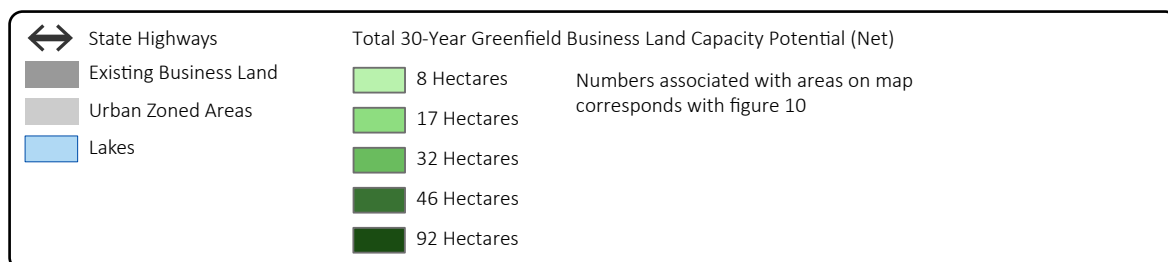 State Highways
Existing Business Land
Urban Zoned Areas
Lakes
Total 30-Year Greenfield Business Land Capacity Potential (Net)
8 Hectares
17 Hectares
32 Hectares
46 Hectares
92 Hectares
Numbers associated with areas on map
corresponds with figure 10